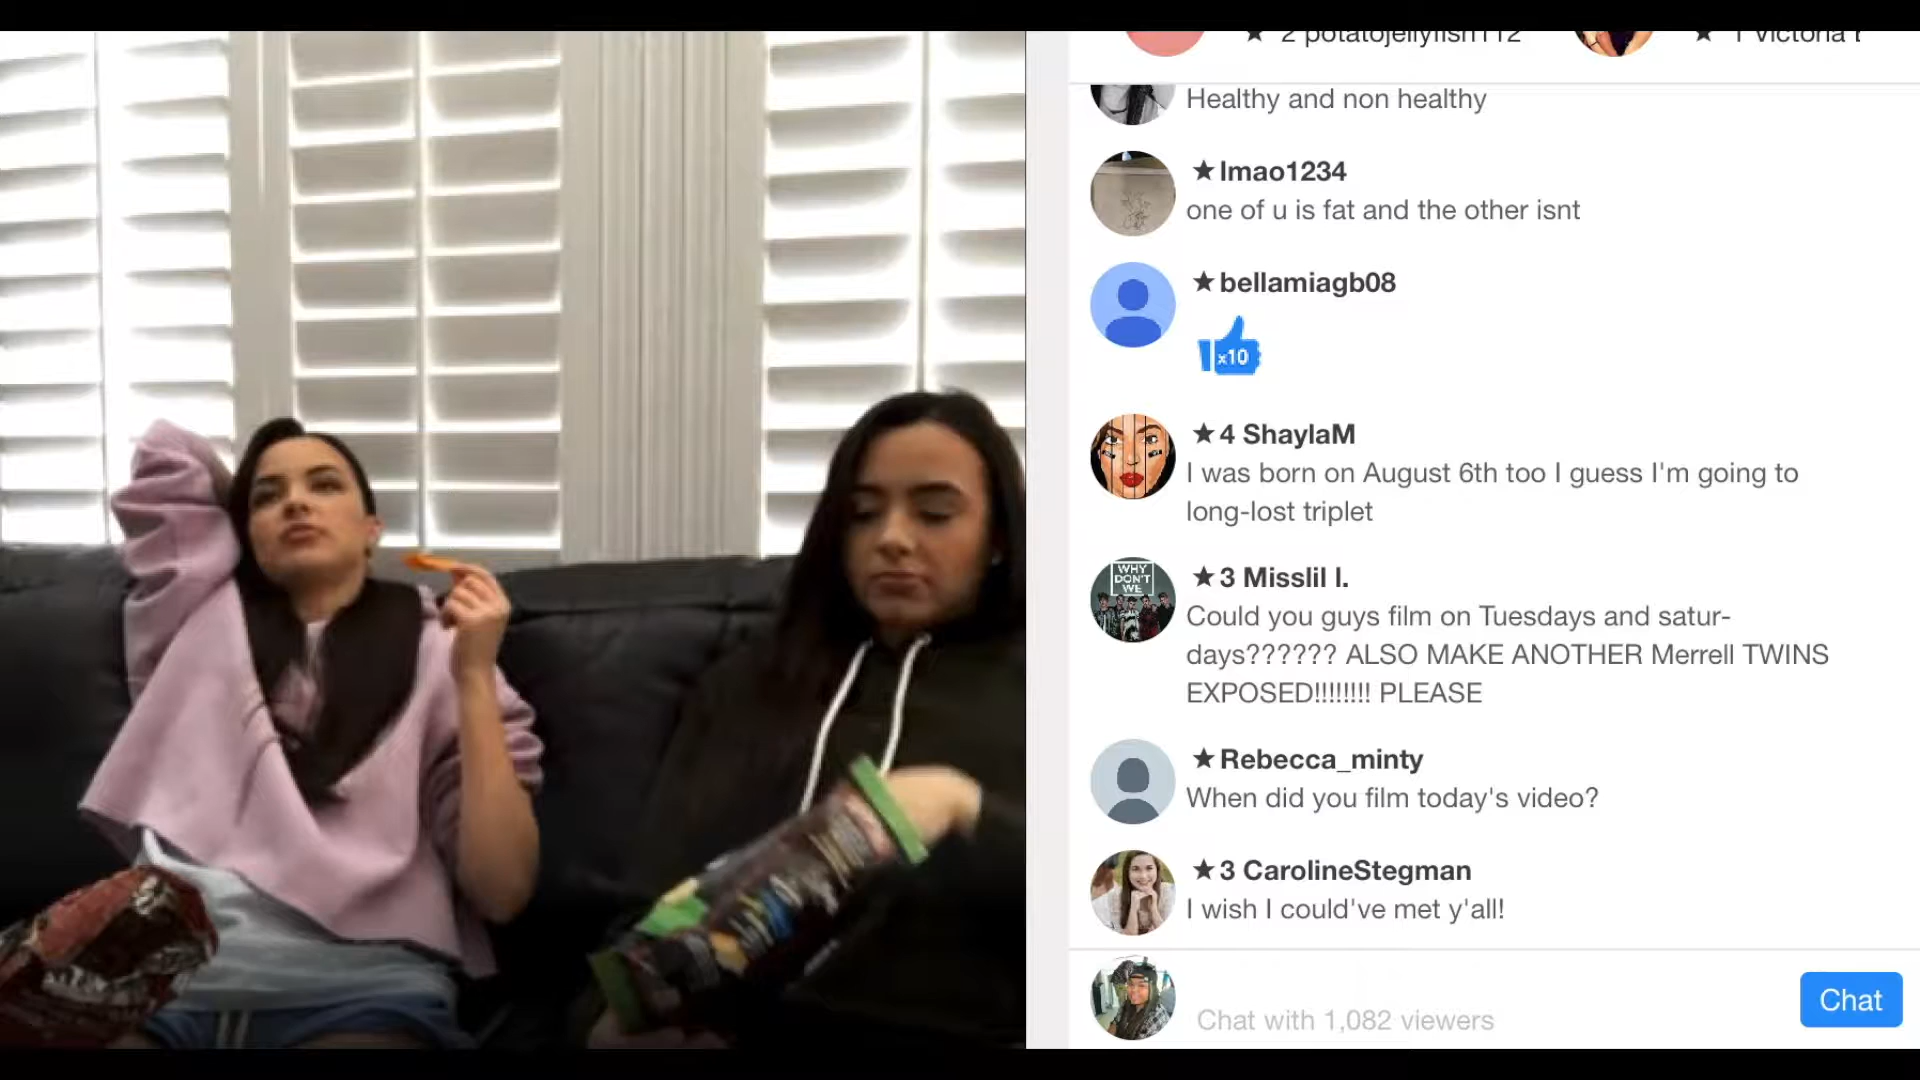 ★ 2 potatojellyfish112 ★ 1 Victoria
Healthy and non healthy
★ lmao1234
one of u is fat and the other isnt
★ bellamiagb08
x10
★ 4 ShaylaM
I was born on August 6th too I guess I'm going to
long-lost triplet
WHY
DON'T
WE
★ 3 Misslil l.
Could you guys film on Tuesdays and satur-
days?????? ALSO MAKE ANOTHER Merrell TWINS
EXPOSED!!!!!!!! PLEASE
★ Rebecca_minty
When did you film today's video?
★ 3 CarolineStegman
I wish I could've met y'all!
Chat with 1,082 viewers
Chat